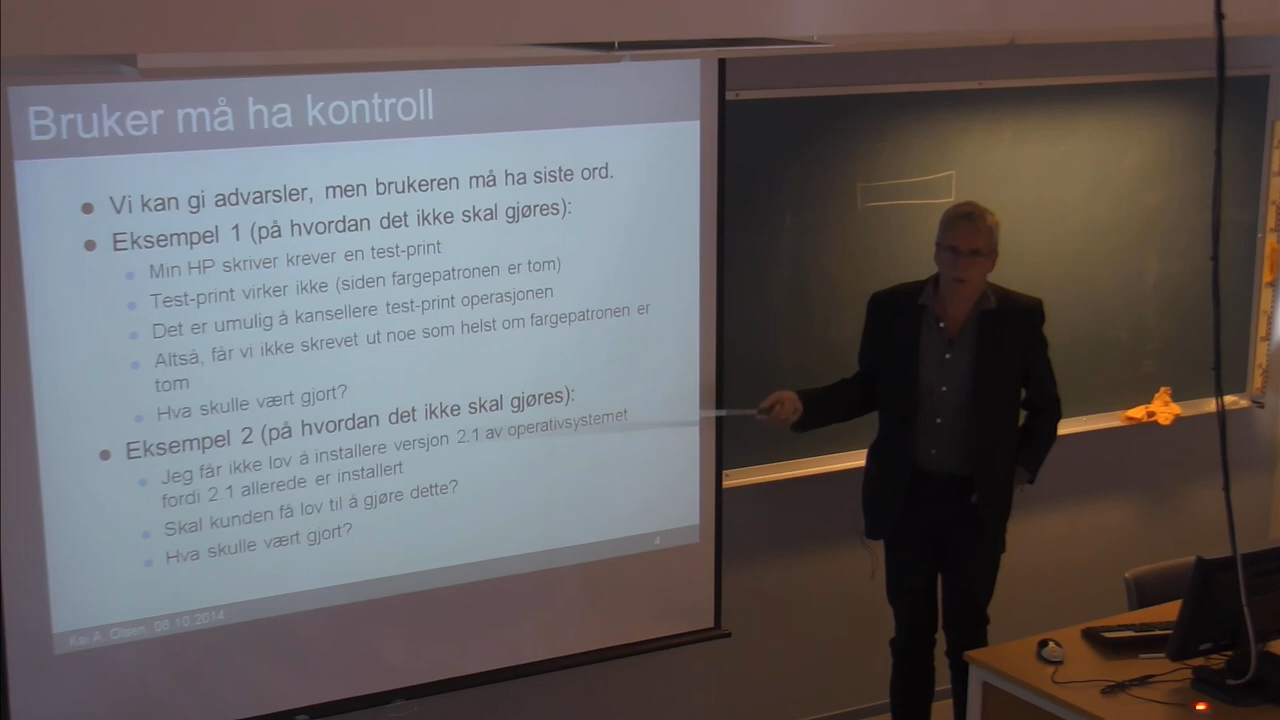 Bruker må ha kontroll
Vi kan gi advarsler, men brukeren må ha siste ord.
Eksempel 1 (på hvordan det ikke skal gjøres):
Min HP skriver krever en test-print
Test-print virker ikke (siden fargepatronen er tom)
Det er umulig å kansellere test-print operasjonen
Altså, får vi ikke skrevet ut noe som helst om fargepatronen er
tom
Hva skulle vært gjort?
Eksempel 2 (på hvordan det ikke skal gjøres):
Jeg får ikke lov å installere versjon 2.1 av operativsystemet
fordi 2.1 allerede er installert
Skal kunden få lov til å gjøre dette?
Hva skulle vært gjort?
4
Kai A. Olsen, 06.10.2014